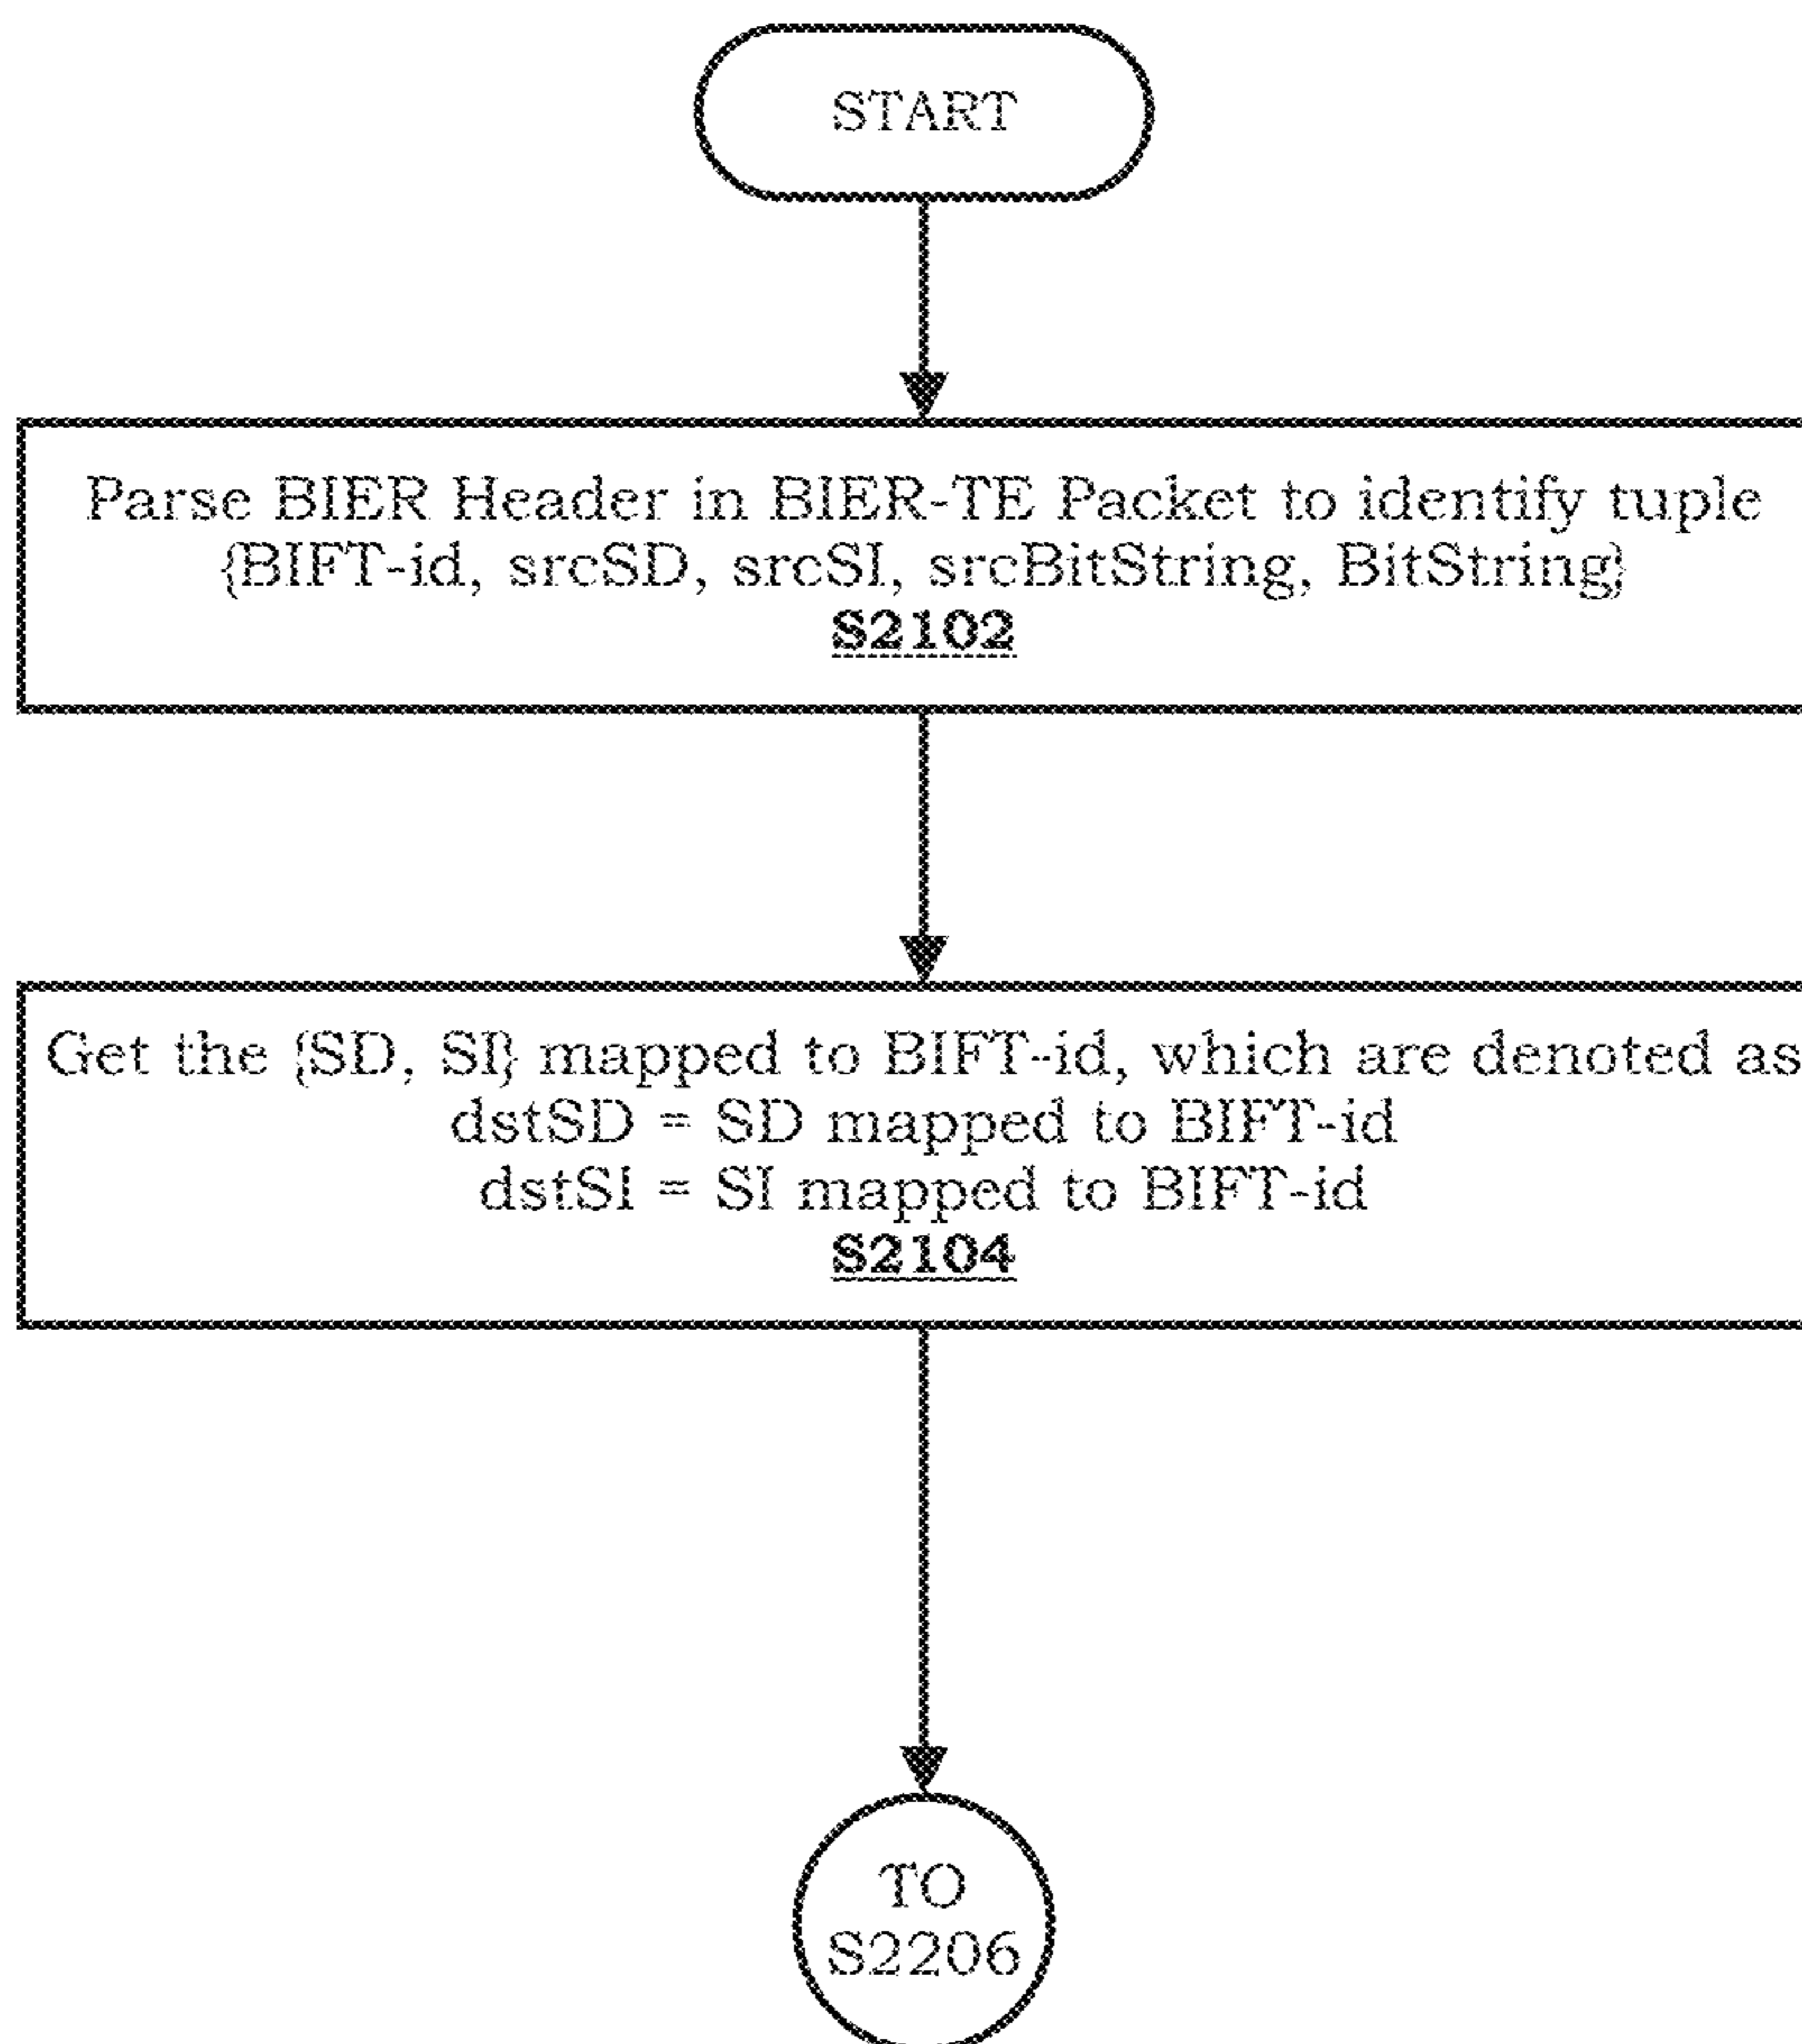 START
Parse BIER Header in BIER-TE Packet to identify tuple
{BIFT-id, srcSD, srcSI, srcBitString, BitString}
S2102
Get the {SD, SI} mapped to BIFT-id, which are denoted as
dstSD = SD mapped to BIFT-id
dstSI = SI mapped to BIFT-id
S2104
TO
S2206